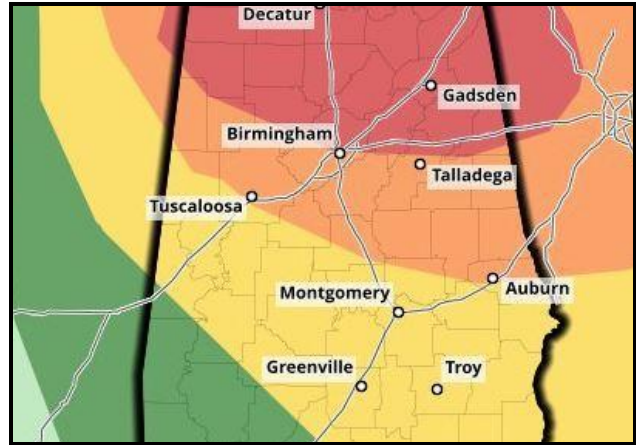 Decatur
Gadsden
Birmingham
Talladega
Tuscaloosa
Auburn
Montgomery
Greenville
Troy